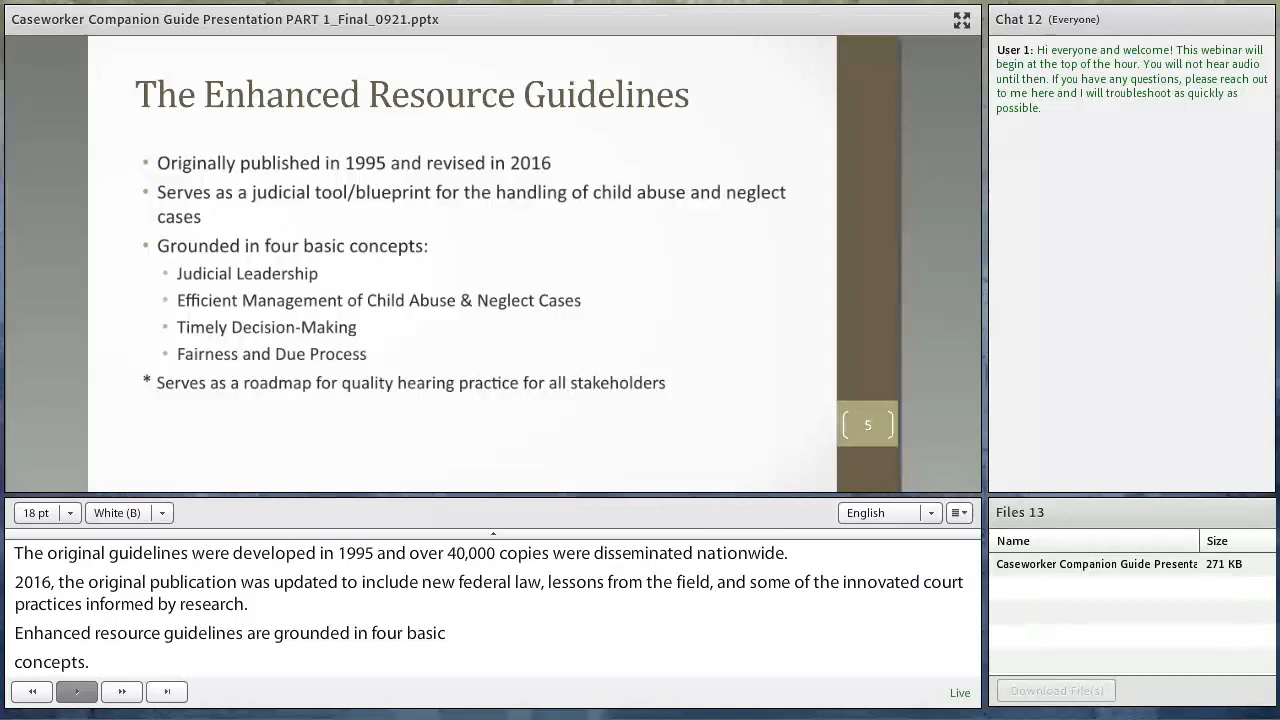 Caseworker Companion Guide Presentation PART 1_Final_0921.pptx
The Enhanced Resource Guidelines
• Originally published in 1995 and revised in 2016
• Serves as a judicial tool/blueprint for the handling of child abuse and neglect
cases
• Grounded in four basic concepts:
• Judicial Leadership
• Efficient Management of Child Abuse & Neglect Cases
• Timely Decision-Making
• Fairness and Due Process
* Serves as a roadmap for quality hearing practice for all stakeholders
5
Chat 12 (Everyone)
User 1: Hi everyone and welcome! This webinar will
begin at the top of the hour. You will not hear audio
until then. If you have any questions, please reach out
to me here and I will troubleshoot as quickly as
possible.
18 pt White (B) English
The original guidelines were developed in 1995 and over 40,000 copies were disseminated nationwide.
2016, the original publication was updated to include new federal law, lessons from the field, and some of the innovated court
practices informed by research.
Enhanced resource guidelines are grounded in four basic
concepts.
Live
Files 13
Name Size
Caseworker Companion Guide Presenta 271 KB
Download File(s)